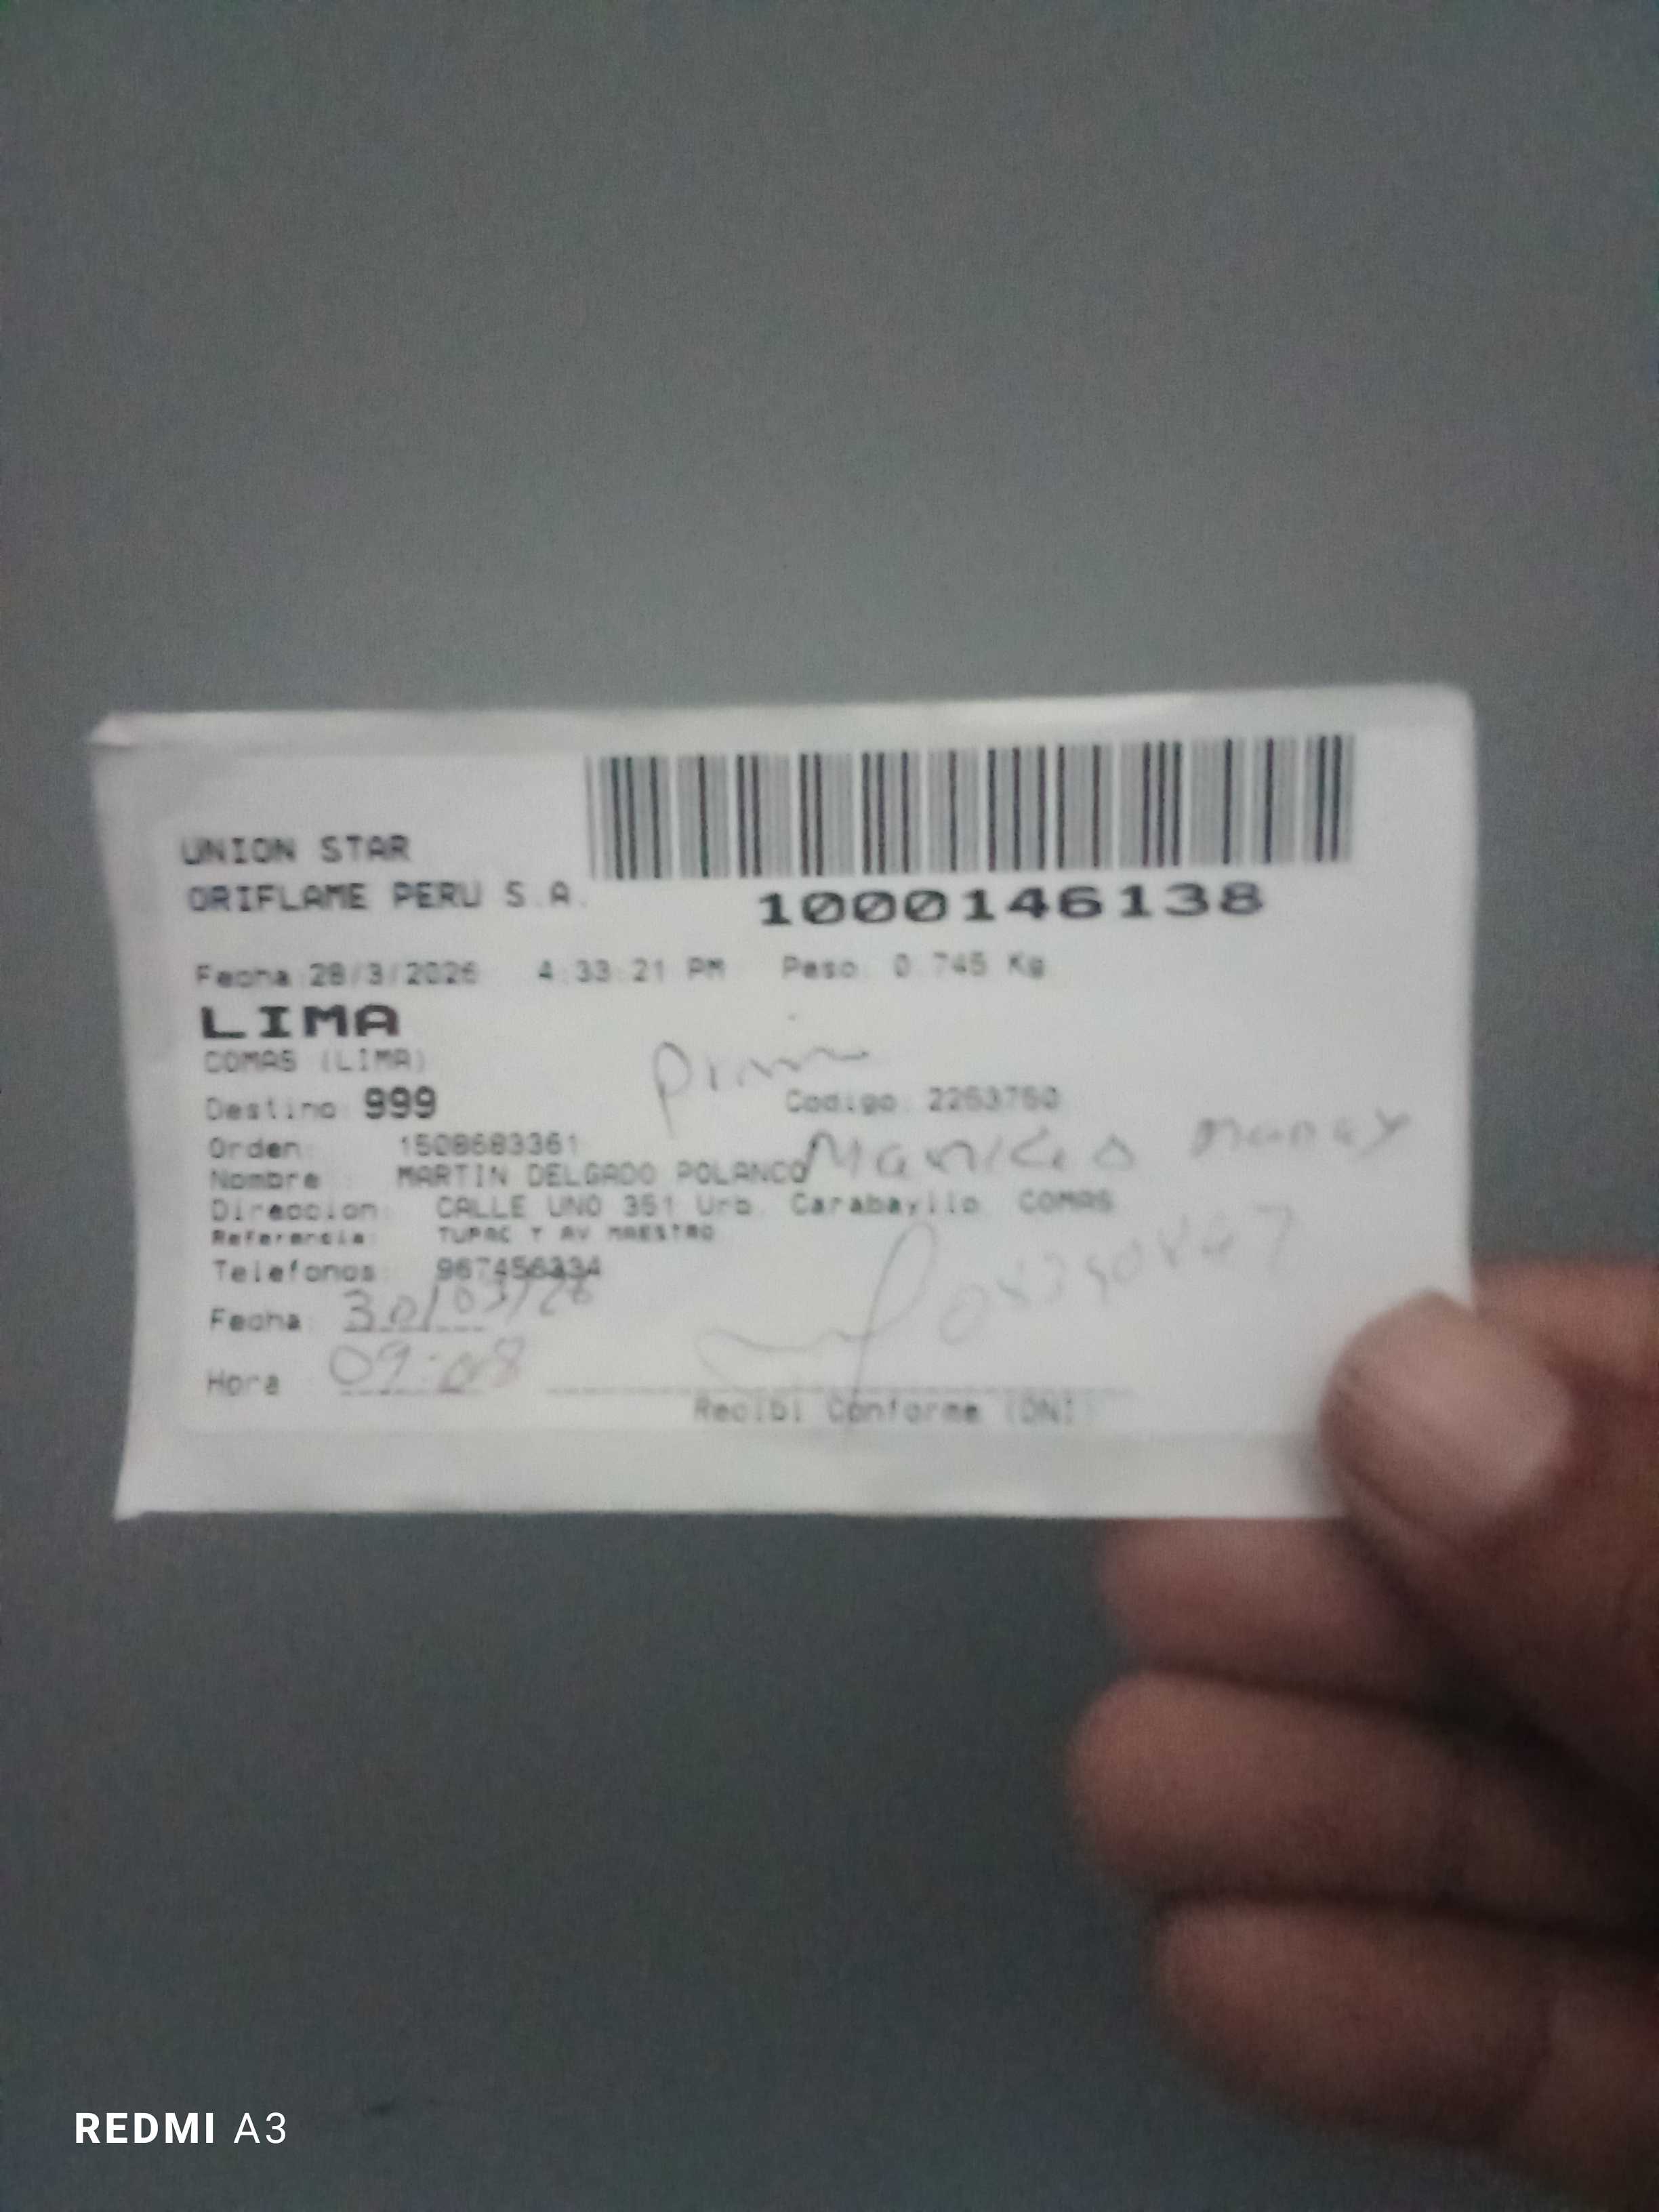 UNION STAR
ORIFLAME PERU S.A.
1000146138
Fecha 28/3/2026 4:33:21 PM Peso: 0.745 Kg
LIMA
COMAS (LIMA)
Destino: 999
Codigo: 2253760
Orden: 1508683361
Nombre : MARTIN DELGADO POLANCO
Direccion: CALLE UNO 351 Urb. Carabayllo COMAS
Referencia: TUPAC Y AV MAESTRO
Telefonos: 967456334
Fecha: 30/03/26
Hora : 09:08
Recibi Conforme (DNI)
REDMI A3